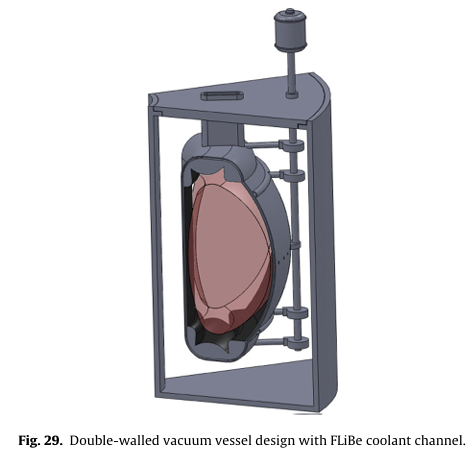 Fig. 29. Double-walled vacuum vessel design with FLiBe coolant channel.